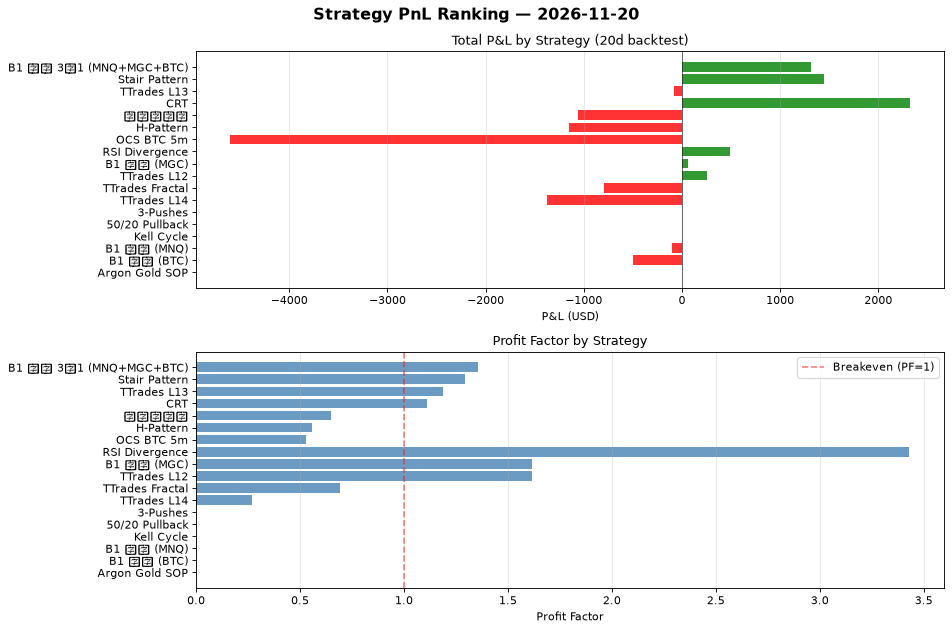 Strategy PnL Ranking — 2026-11-20
Total P&L by Strategy (20d backtest)
B1 3 1 (MNQ+MGC+BTC)
Stair Pattern
TTrades L13
CRT
H-Pattern
OCS BTC 5m
RSI Divergence
B1 (MGC)
TTrades L12
TTrades Fractal
TTrades L14
3-Pushes
50/20 Pullback
Kell Cycle
B1 (MNQ)
B1 (BTC)
Argon Gold SOP
−4000 −3000 −2000 −1000 0 1000 2000
P&L (USD)
Profit Factor by Strategy
B1 3 1 (MNQ+MGC+BTC)
Stair Pattern
TTrades L13
CRT
H-Pattern
OCS BTC 5m
RSI Divergence
B1 (MGC)
TTrades L12
TTrades Fractal
TTrades L14
3-Pushes
50/20 Pullback
Kell Cycle
B1 (MNQ)
B1 (BTC)
Argon Gold SOP
Breakeven (PF=1)
0.0 0.5 1.0 1.5 2.0 2.5 3.0 3.5
Profit Factor